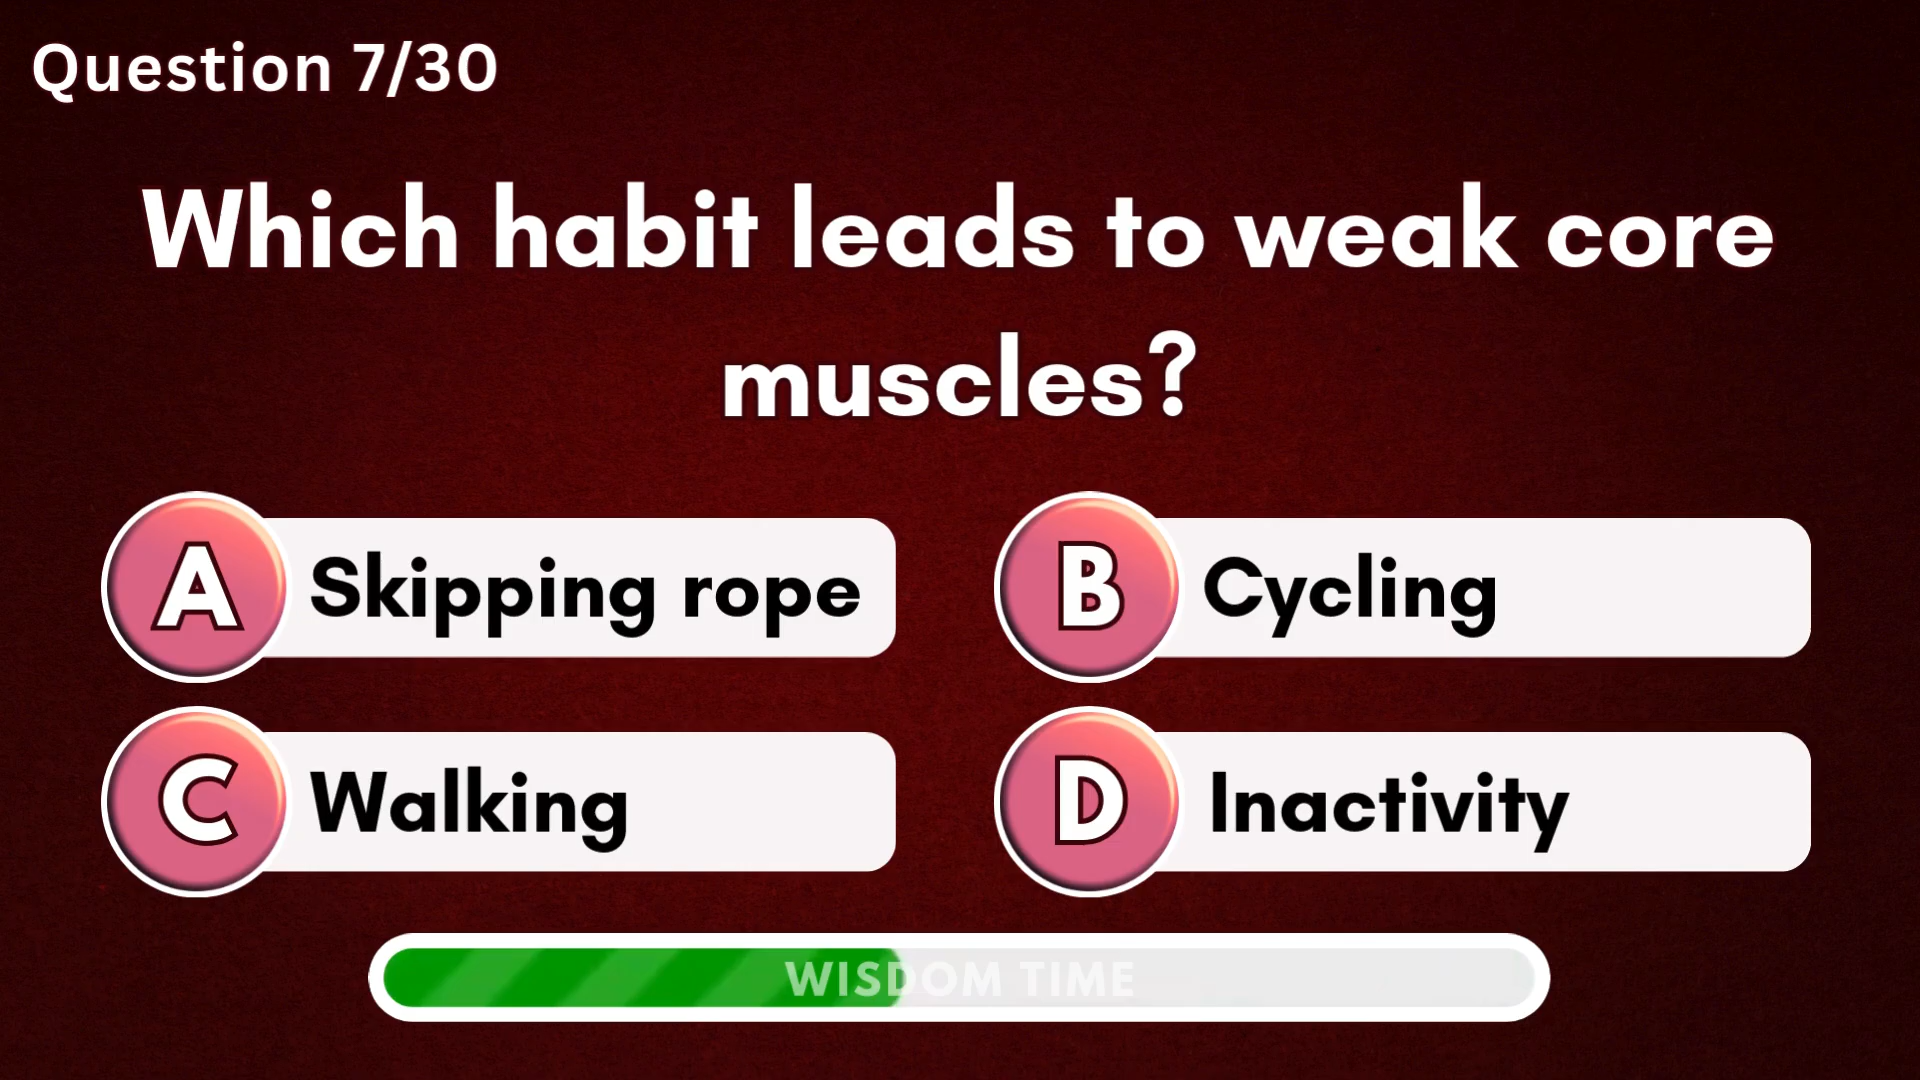 Question 7/30
Which habit leads to weak core
muscles?
A Skipping rope
B Cycling
C Walking
D Inactivity
WISDOM TIME